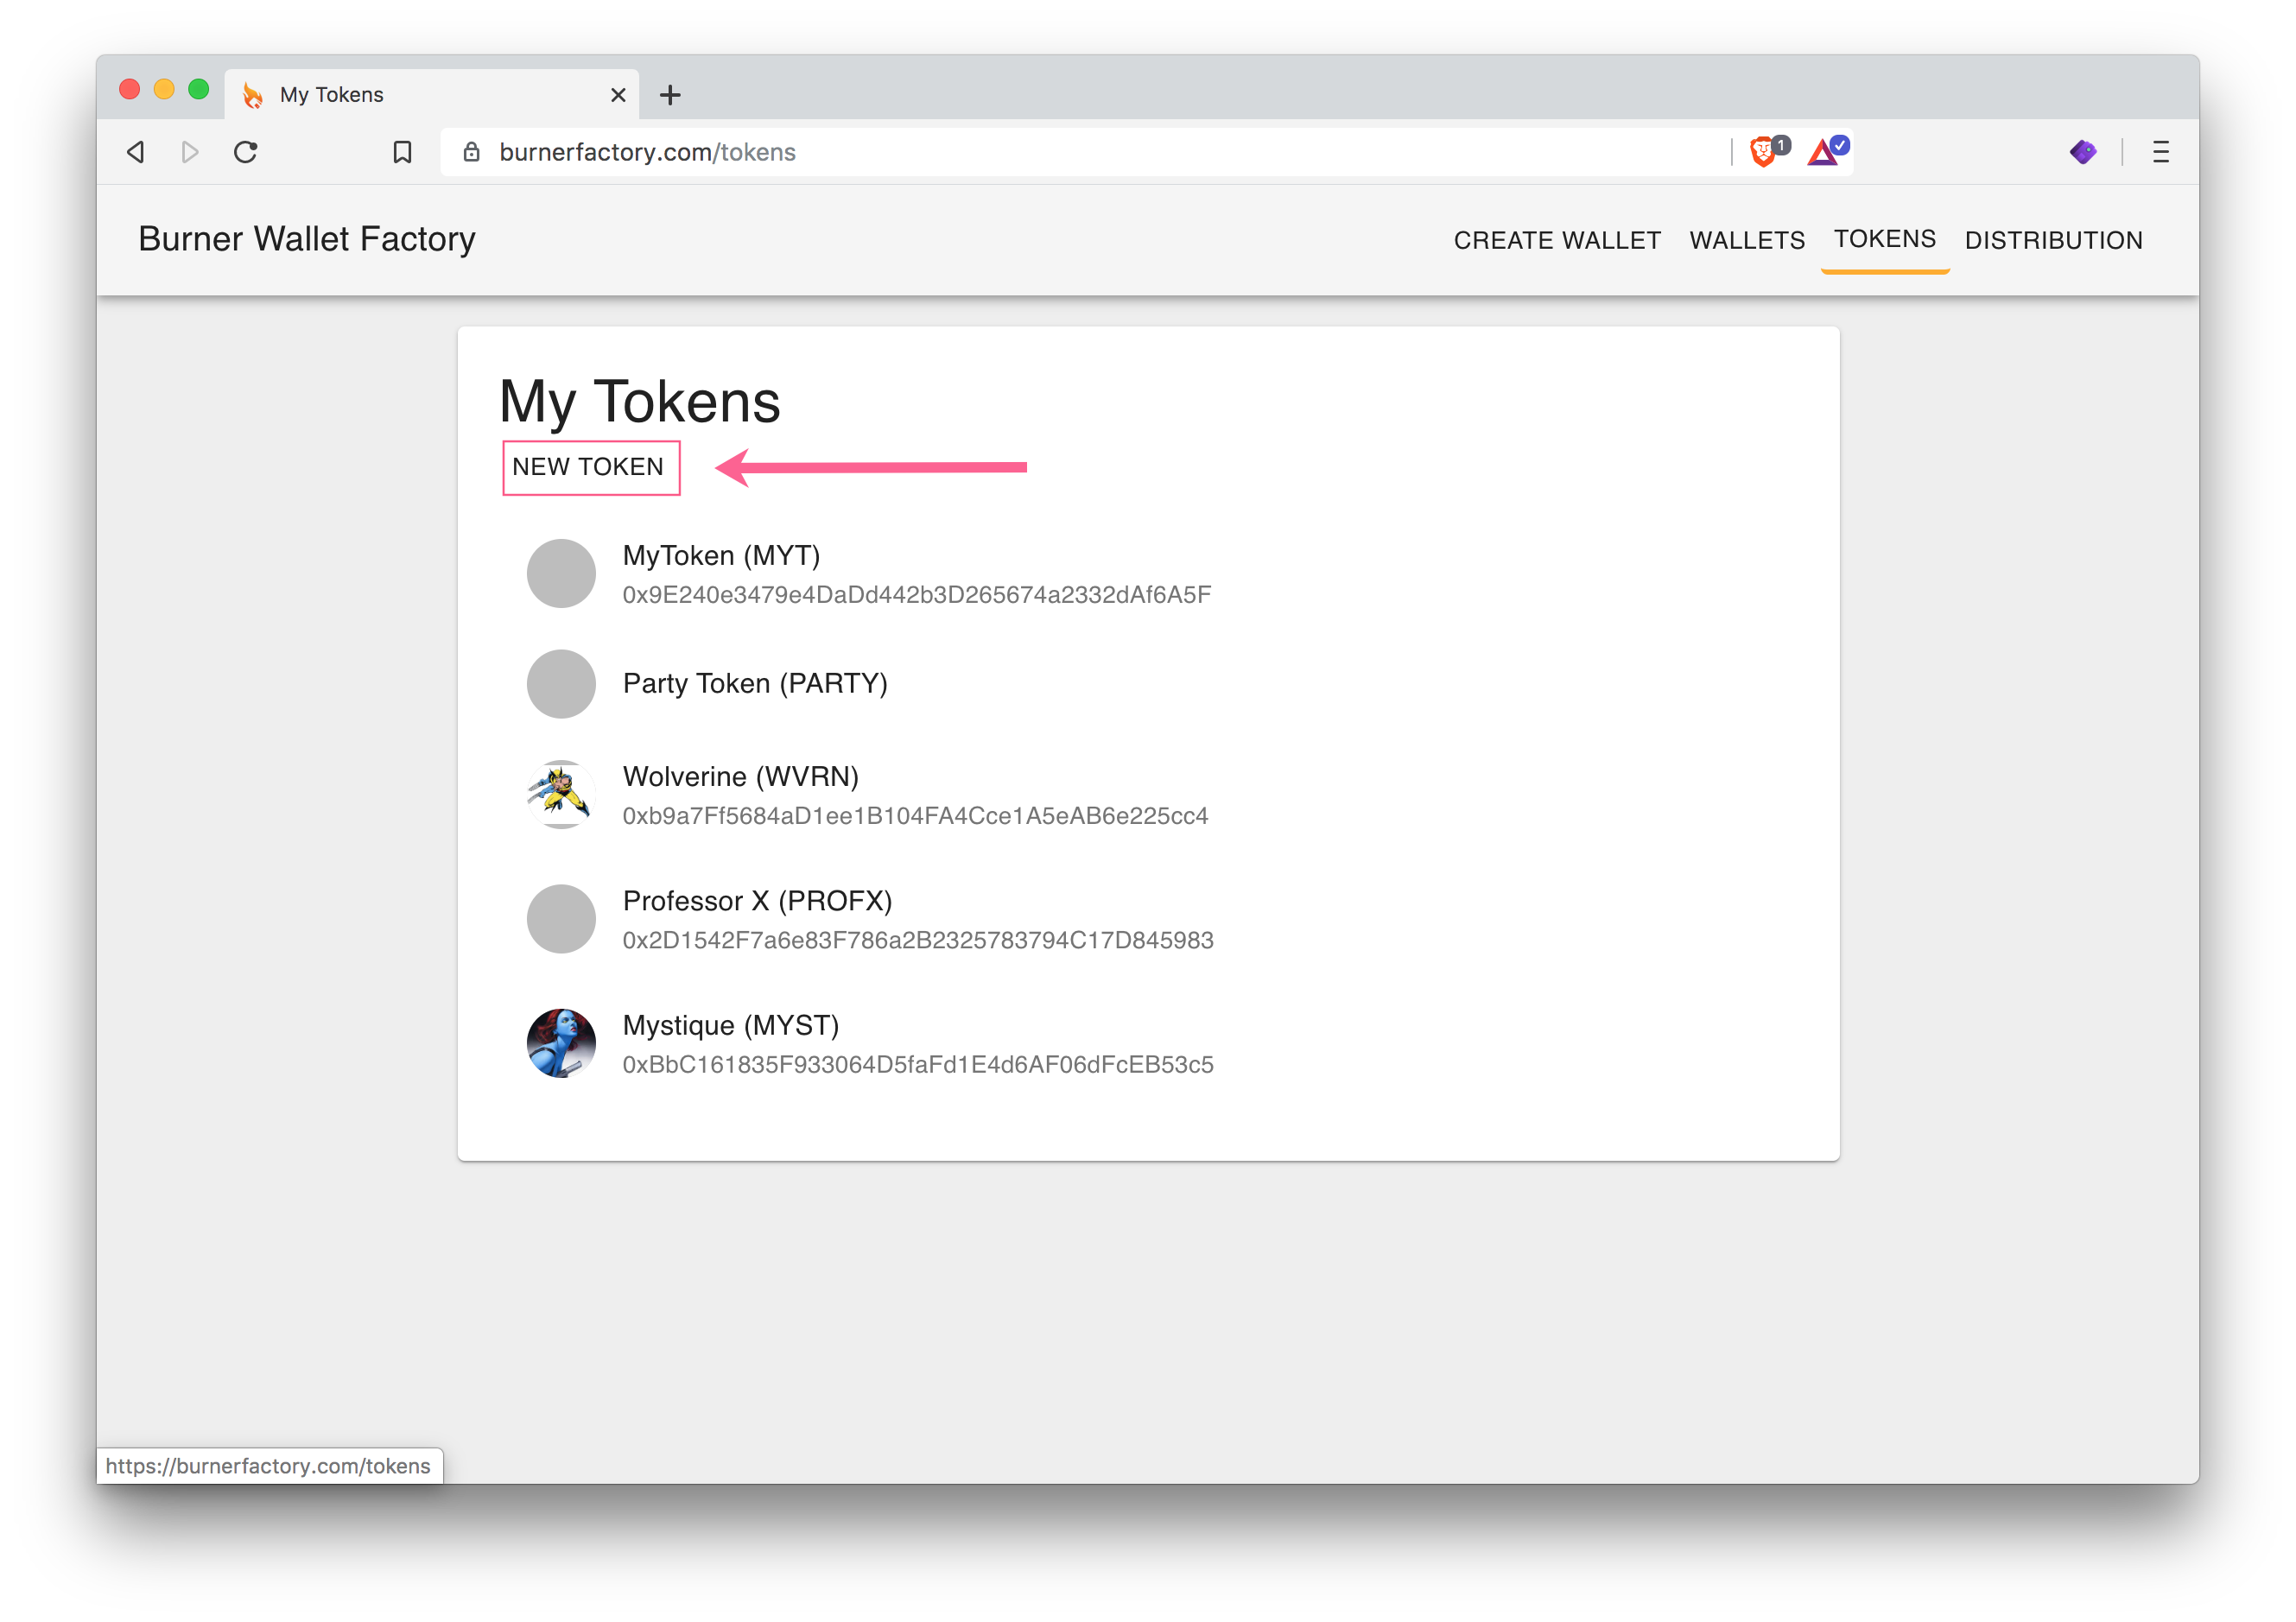 My Tokens
burnerfactory.com/tokens
1
Burner Wallet Factory
CREATE WALLET WALLETS TOKENS DISTRIBUTION
My Tokens
NEW TOKEN
MyToken (MYT)
0x9E240e3479e4DaDd442b3D265674a2332dAf6A5F
Party Token (PARTY)
Wolverine (WVRN)
0xb9a7Ff5684aD1ee1B104FA4Cce1A5eAB6e225cc4
Professor X (PROFX)
0x2D1542F7a6e83F786a2B2325783794C17D845983
Mystique (MYST)
0xBbC161835F933064D5faFd1E4d6AF06dFcEB53c5
https://burnerfactory.com/tokens